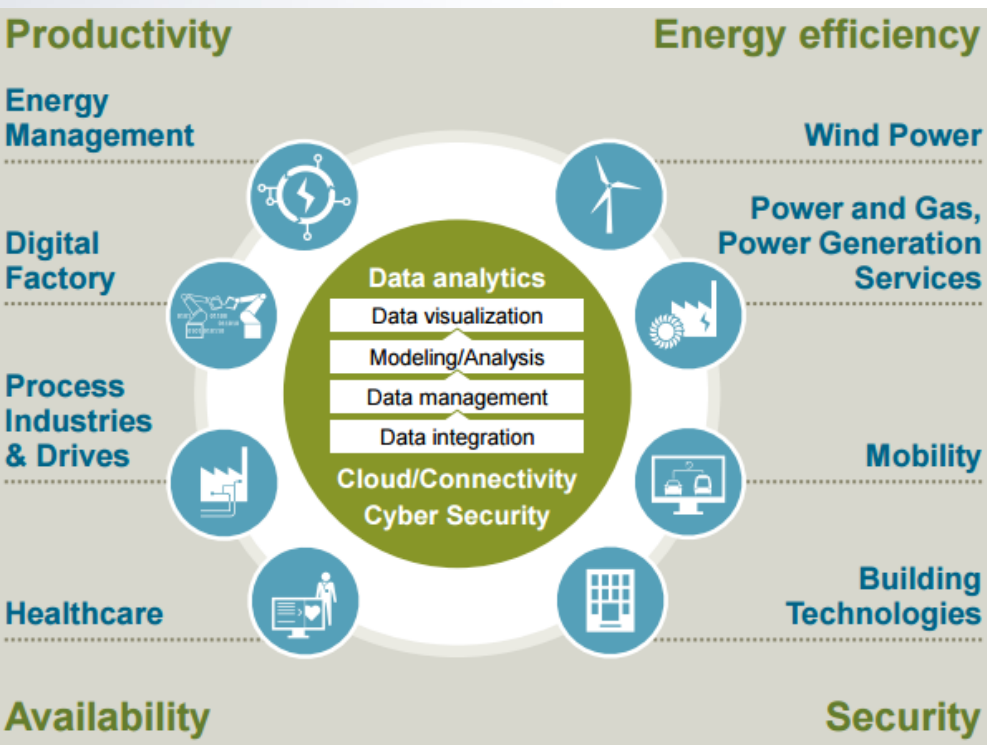 Productivity
Energy efficiency
Energy
Management
Wind Power
Power and Gas,
Power Generation
Services
Digital
Factory
Data analytics
Data visualization
Modeling/Analysis
Data management
Data integration
Cloud/Connectivity
Cyber Security
Process
Industries
& Drives
Mobility
Healthcare
Building
Technologies
Availability
Security